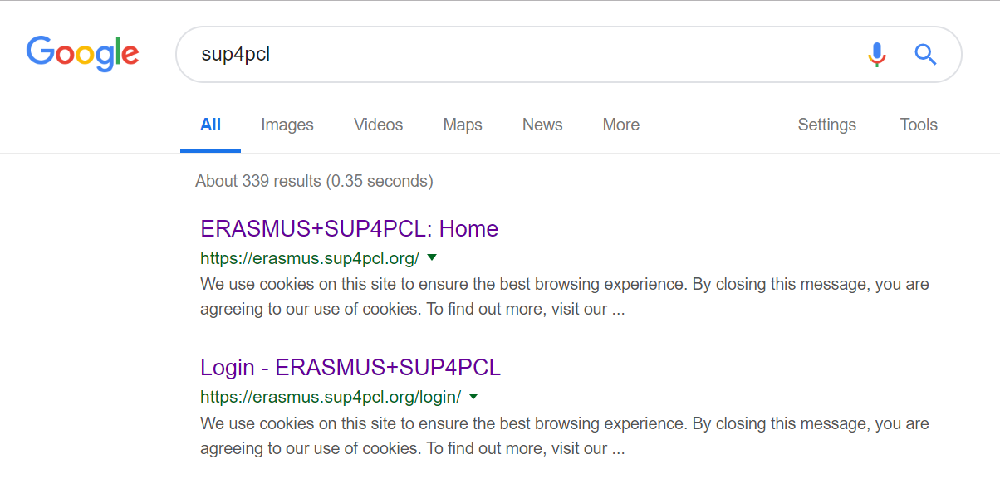 Google
sup4pcl
All Images Videos Maps News More Settings Tools
About 339 results (0.35 seconds)
ERASMUS+SUP4PCL: Home
https://erasmus.sup4pcl.org/
We use cookies on this site to ensure the best browsing experience. By closing this message, you are
agreeing to our use of cookies. To find out more, visit our ...
Login - ERASMUS+SUP4PCL
https://erasmus.sup4pcl.org/login/
We use cookies on this site to ensure the best browsing experience. By closing this message, you are
agreeing to our use of cookies. To find out more, visit our ...